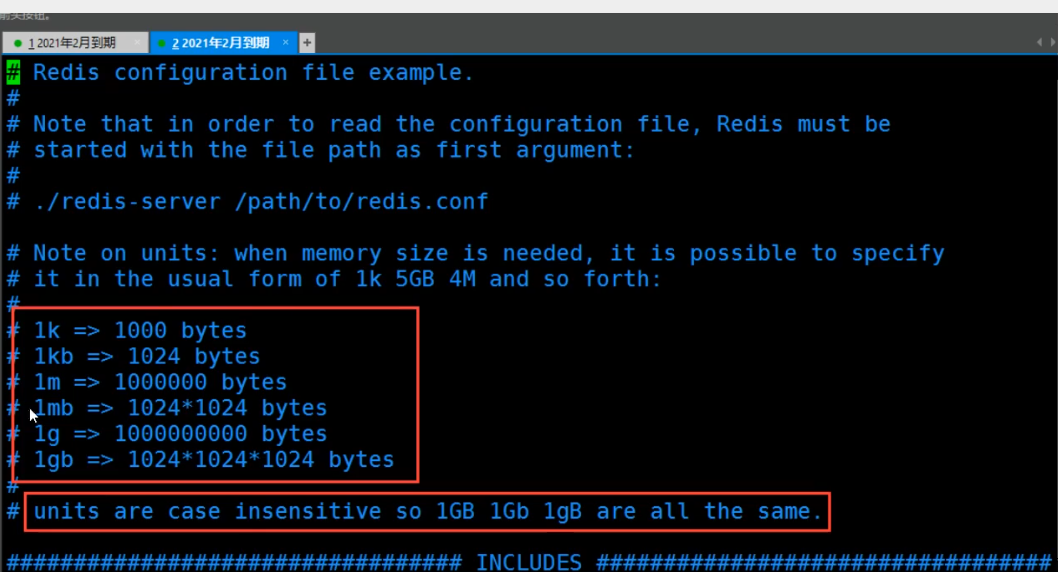 箭头按钮。
1 2021年2月到期 × 2 2021年2月到期 × +
# Redis configuration file example.
#
# Note that in order to read the configuration file, Redis must be
# started with the file path as first argument:
#
# ./redis-server /path/to/redis.conf
# Note on units: when memory size is needed, it is possible to specify
# it in the usual form of 1k 5GB 4M and so forth:
#
# 1k => 1000 bytes
# 1kb => 1024 bytes
# 1m => 1000000 bytes
# 1mb => 1024*1024 bytes
# 1g => 1000000000 bytes
# 1gb => 1024*1024*1024 bytes
#
# units are case insensitive so 1GB 1Gb 1gB are all the same.
################################## INCLUDES ##################################